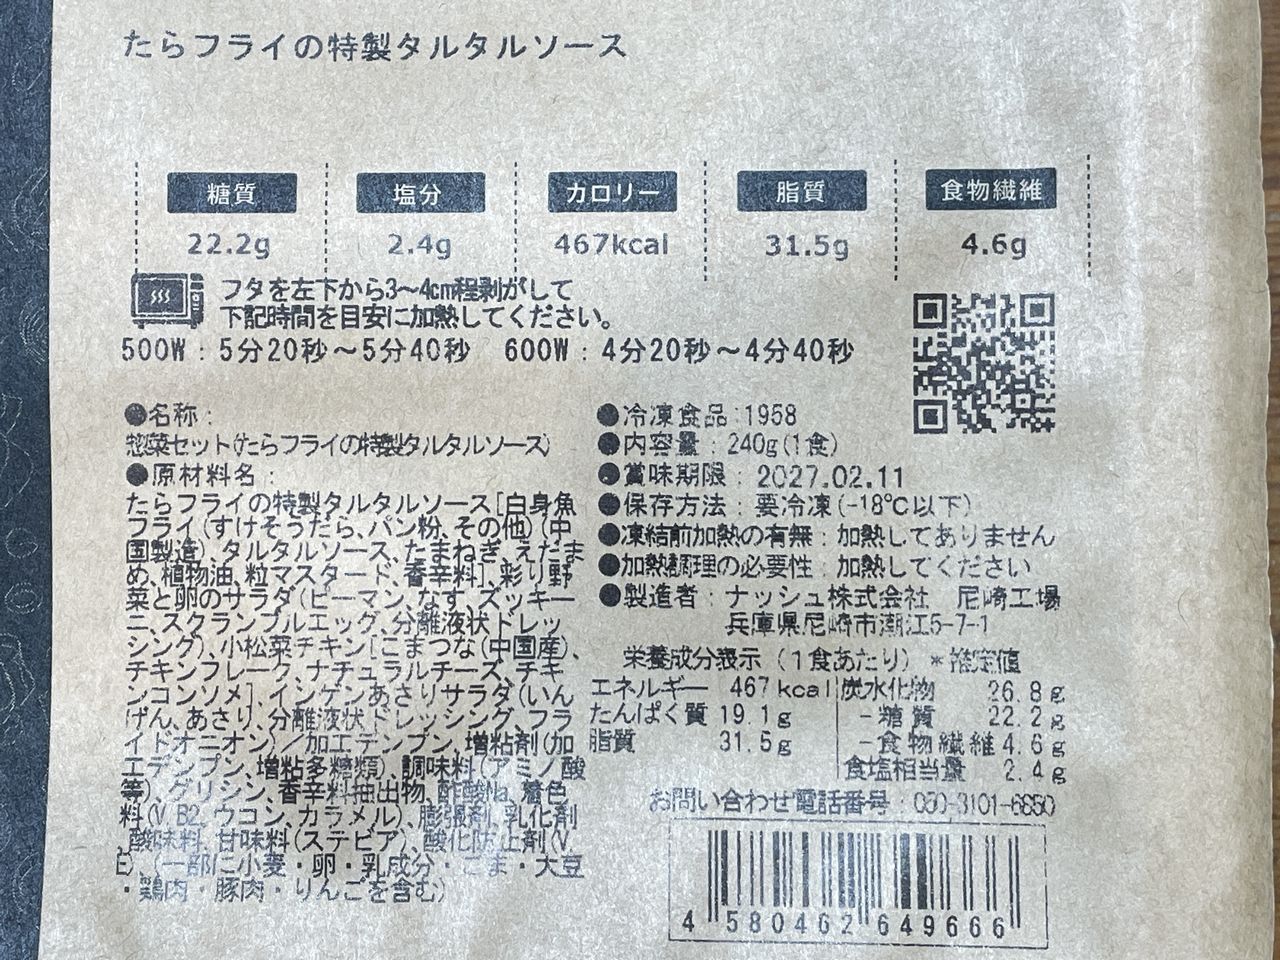 たらフライの特製タルタルソース
糖質 塩分 カロリー 脂質 食物繊維
22.2g 2.4g 467kcal 31.5g 4.6g
フタを左下から3～4cm程剥がして
下記時間を目安に加熱してください。
500W：5分20秒～5分40秒 600W：4分20秒～4分40秒
●名称：
惣菜セット(たらフライの特製タルタルソース)
●原材料名：
たらフライの特製タルタルソース[白身魚
フライ(すけそうだら、パン粉、その他)(中
国製造)、タルタルソース、たまねぎ、えだま
め、植物油、粒マスタード、香辛料]、彩り野
菜と卵のサラダ(ピーマン、なす、ズッキー
ニ、スクランブルエッグ、分離液状ドレッ
シング)、小松菜チキン[こまつな(中国産)、
チキンフレーク、ナチュラルチーズ、チキ
ンコンソメ]、インゲンあさりサラダ(いん
げん、あさり、分離液状ドレッシング、フラ
イドオニオン)／加工デンプン、増粘剤(加
工デンプン、増粘多糖類)、調味料(アミノ酸
等)、グリシン、香辛料抽出物、酢酸Na、着色
料(V.B2、ウコン、カラメル)、膨張剤、乳化剤
、酸味料、甘味料(ステビア)、酸化防止剤(V.
E)、(一部に小麦・卵・乳成分・ごま・大豆
・鶏肉・豚肉・りんごを含む)
●冷凍食品：1958
●内容量：240g(1食)
●賞味期限：2027.02.11
●保存方法：要冷凍(-18℃以下)
●凍結前加熱の有無：加熱してありません
●加熱調理の必要性：加熱してください
●製造者：ナッシュ株式会社 尼崎工場
兵庫県尼崎市潮江5-7-1
栄養成分表示(1食あたり) *推定値
エネルギー 467 kcal
たんぱく質 19.1g
脂質 31.5g
炭水化物 26.8g
-糖質 22.2g
-食物繊維 4.6g
食塩相当量 2.4g
お問い合わせ電話番号：050-3101-6850
4 580462 649666